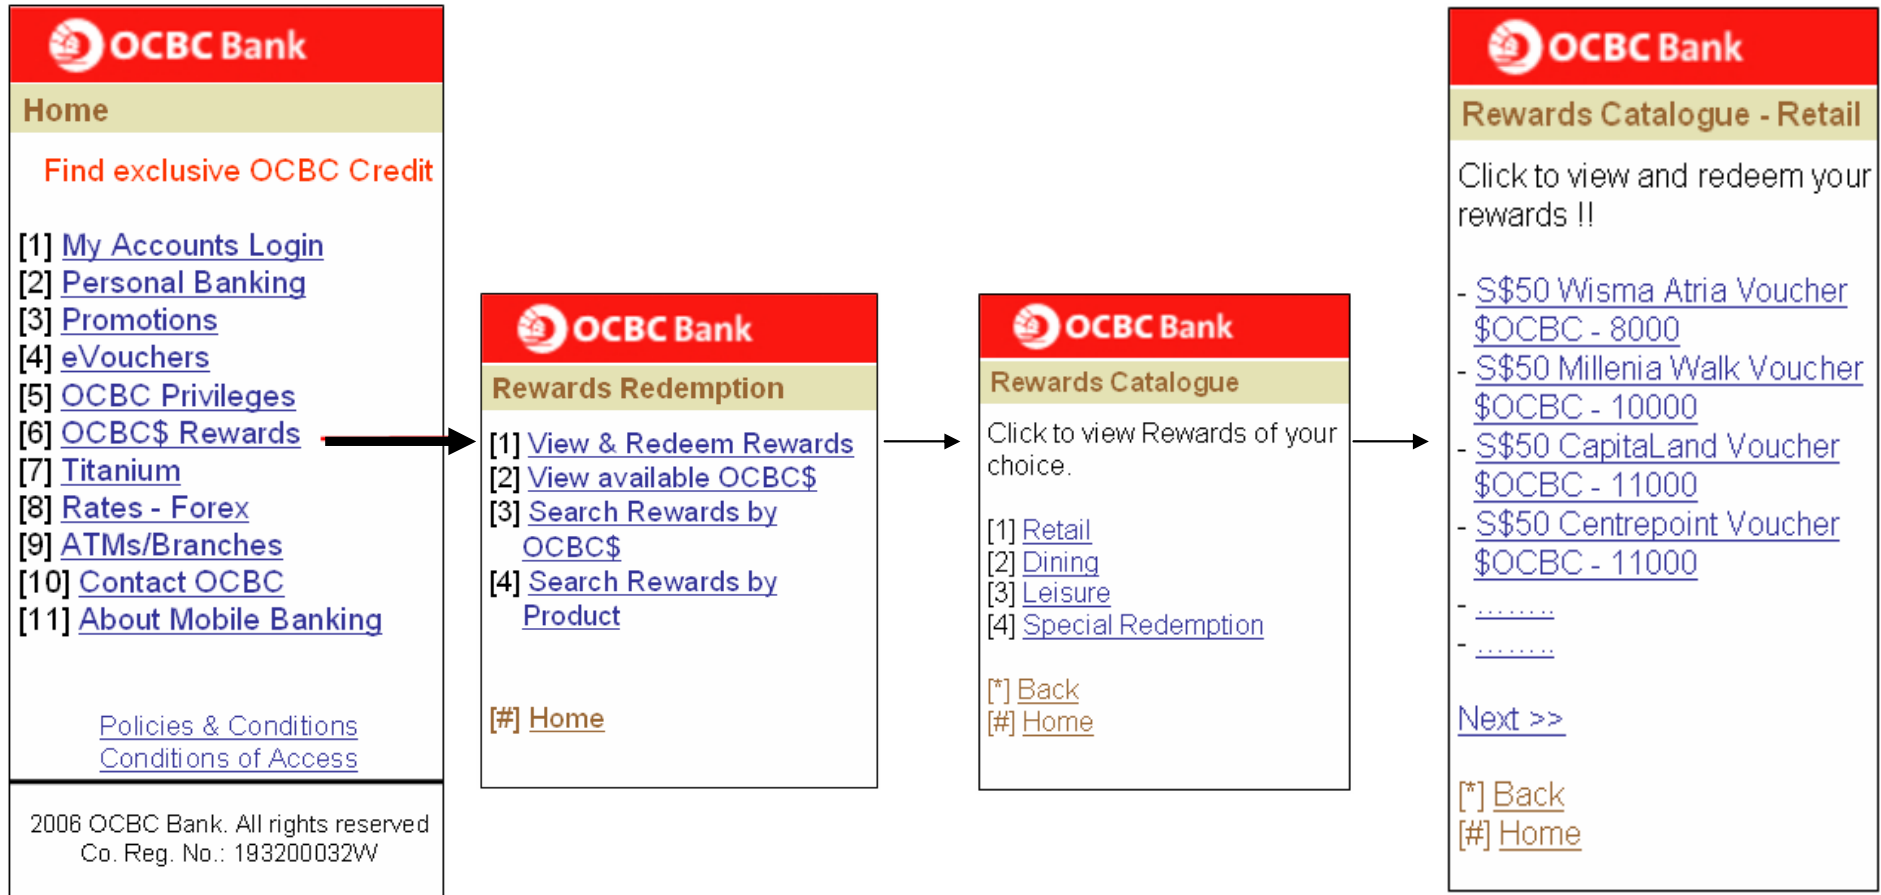 OCBC Bank
Home
Find exclusive OCBC Credit
[1] My Accounts Login
[2] Personal Banking
[3] Promotions
[4] eVouchers
[5] OCBC Privileges
[6] OCBC$ Rewards
[7] Titanium
[8] Rates - Forex
[9] ATMs/Branches
[10] Contact OCBC
[11] About Mobile Banking
Policies & Conditions
Conditions of Access
2006 OCBC Bank. All rights reserved
Co. Reg. No.: 193200032W
OCBC Bank
Rewards Redemption
[1] View & Redeem Rewards
[2] View available OCBC$
[3] Search Rewards by
OCBC$
[4] Search Rewards by
Product
[#] Home
OCBC Bank
Rewards Catalogue
Click to view Rewards of your
choice.
[1] Retail
[2] Dining
[3] Leisure
[4] Special Redemption
[*] Back
[#] Home
OCBC Bank
Rewards Catalogue - Retail
Click to view and redeem your
rewards !!
- S$50 Wisma Atria Voucher
$OCBC - 8000
- S$50 Millenia Walk Voucher
$OCBC - 10000
- S$50 CapitaLand Voucher
$OCBC - 11000
- S$50 Centrepoint Voucher
$OCBC - 11000
- ........
- ........
Next >>
[*] Back
[#] Home